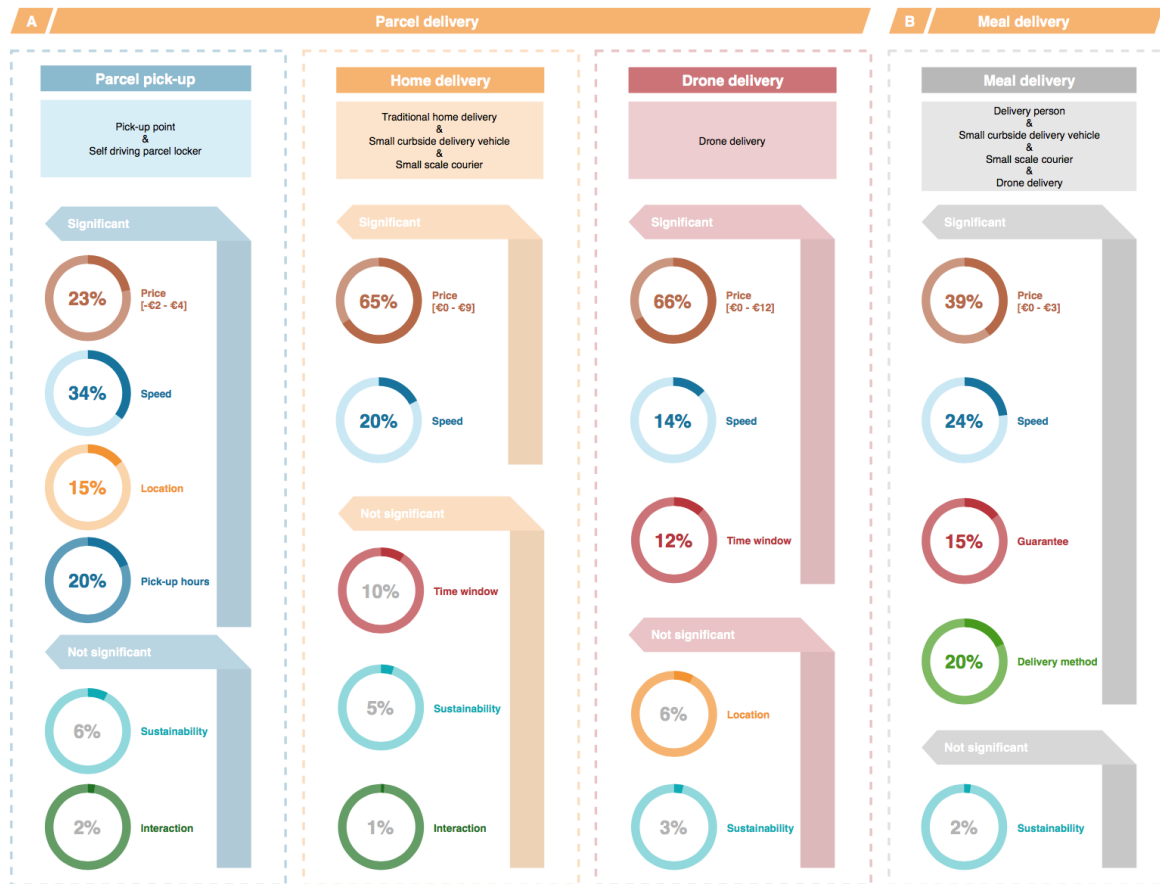 A
Parcel delivery
B
Meal delivery
Parcel pick-up
Pick-up point
&
Self driving parcel locker
Significant
23%
Price
[-€2 - €4]
34%
Speed
15%
Location
20%
Pick-up hours
Not significant
6%
Sustainability
2%
Interaction
Home delivery
Traditional home delivery
&
Small curbside delivery vehicle
&
Small scale courier
Significant
65%
Price
[€0 - €9]
20%
Speed
Not significant
10%
Time window
5%
Sustainability
1%
Interaction
Drone delivery
Drone delivery
Significant
66%
Price
[€0 - €12]
14%
Speed
12%
Time window
Not significant
6%
Location
3%
Sustainability
Meal delivery
Delivery person
&
Small curbside delivery vehicle
&
Small scale courier
&
Drone delivery
Significant
39%
Price
[€0 - €3]
24%
Speed
15%
Guarantee
20%
Delivery method
Not significant
2%
Sustainability